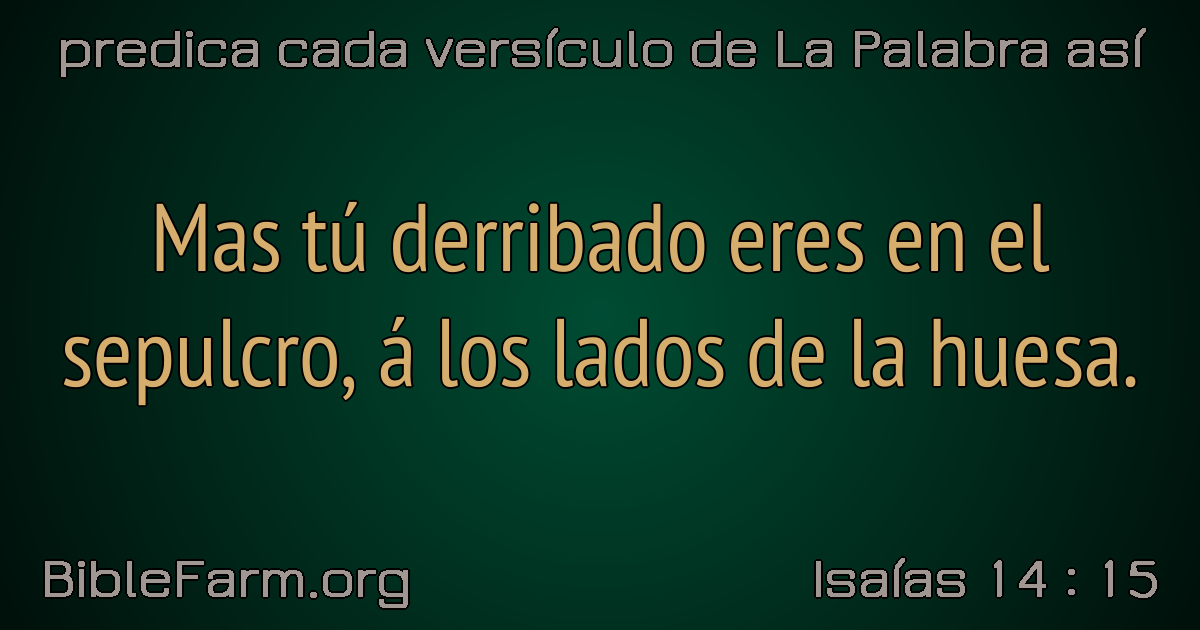 predica cada versículo de La Palabra así
Mas tú derribado eres en el
sepulcro, á los lados de la huesa.
BibleFarm.org
Isaías 14 : 15